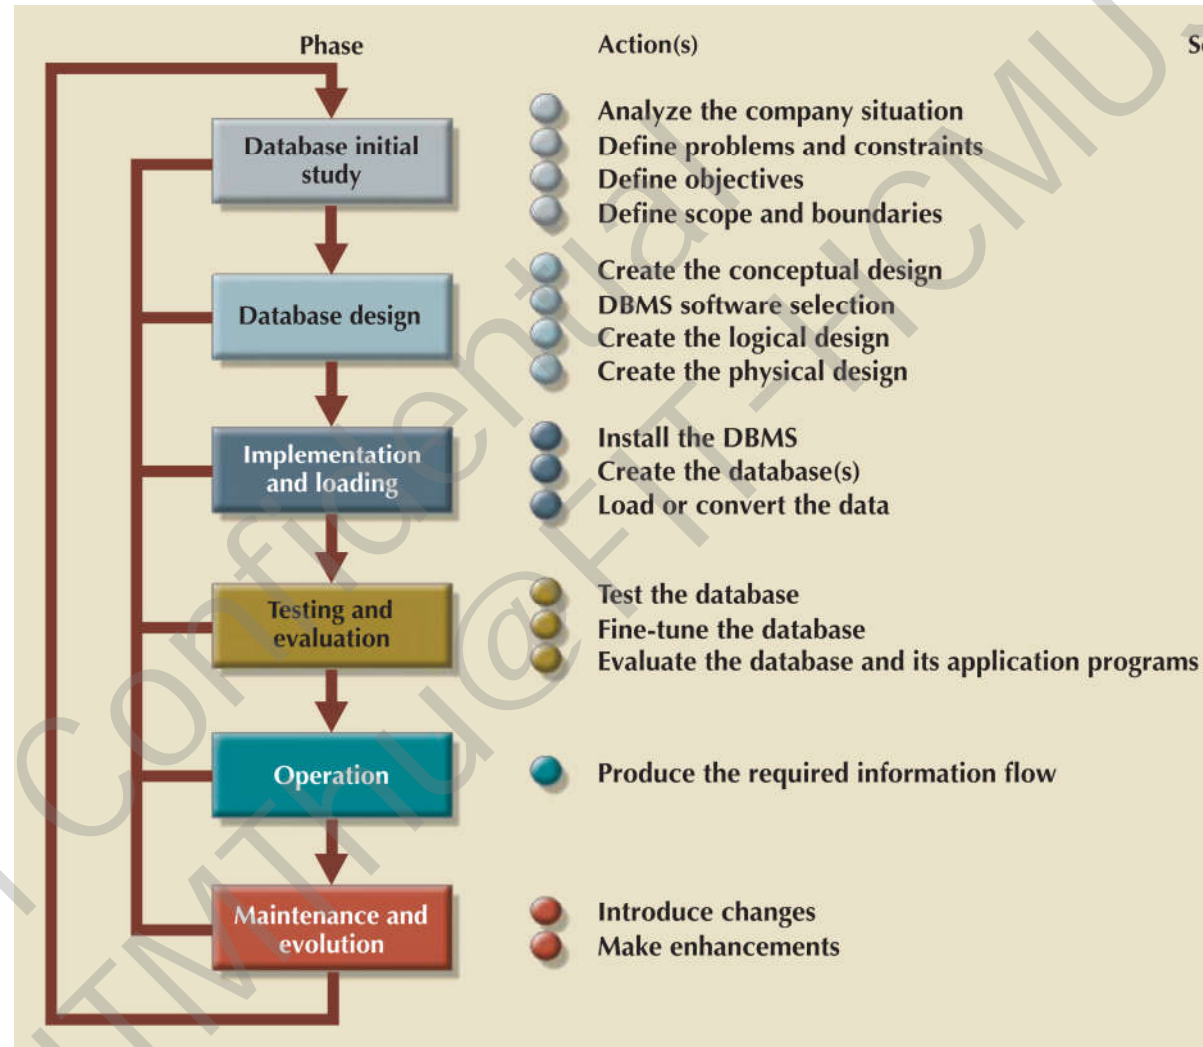 Phase
Action(s)
Database initial
study
Analyze the company situation
Define problems and constraints
Define objectives
Define scope and boundaries
Database design
Create the conceptual design
DBMS software selection
Create the logical design
Create the physical design
Implementation
and loading
Install the DBMS
Create the database(s)
Load or convert the data
Testing and
evaluation
Test the database
Fine-tune the database
Evaluate the database and its application programs
Operation
Produce the required information flow
Maintenance and
evolution
Introduce changes
Make enhancements
Confidential
TMThu@FIT-HCMU